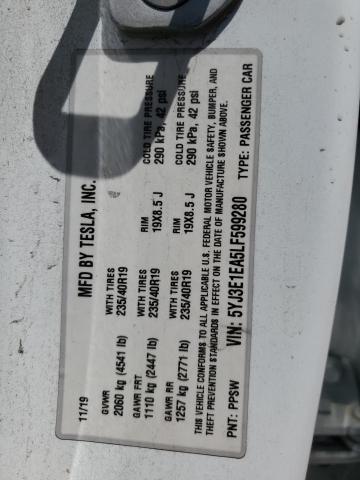 MFD BY TESLA, INC.
11/19
GVWR
2060 kg (4541 lb)
WITH TIRES
235/40R19
RIM
19X8.5 J
COLD TIRE PRESSURE
290 kPa, 42 psi
GAWR FRT
1110 kg (2447 lb)
WITH TIRES
235/40R19
GAWR RR
1257 kg (2771 lb)
WITH TIRES
235/40R19
RIM
19X8.5 J
COLD TIRE PRESSURE
290 kPa, 42 psi
THIS VEHICLE CONFORMS TO ALL APPLICABLE U.S. FEDERAL MOTOR VEHICLE SAFETY, BUMPER, AND
THEFT PREVENTION STANDARDS IN EFFECT ON THE DATE OF MANUFACTURE SHOWN ABOVE.
PNT: PPSW VIN: 5YJ3E1EA5LF599280 TYPE: PASSENGER CAR